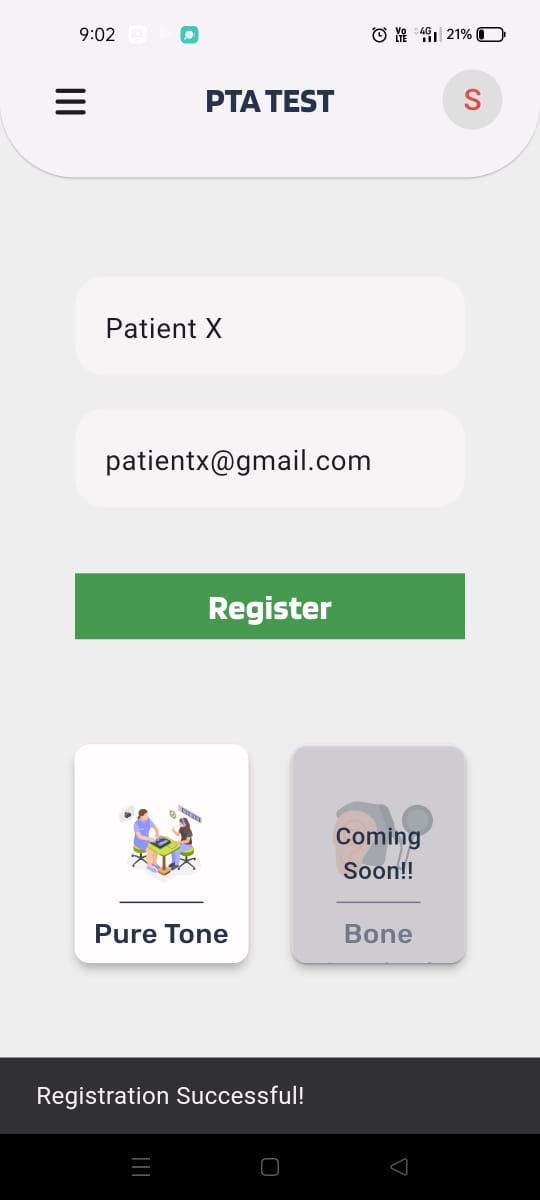 9:02
Vo
LTE
4G
21%
PTA TEST
S
Patient X
patientx@gmail.com
Register
Coming
Soon!!
Pure Tone
Bone
Registration Successful!